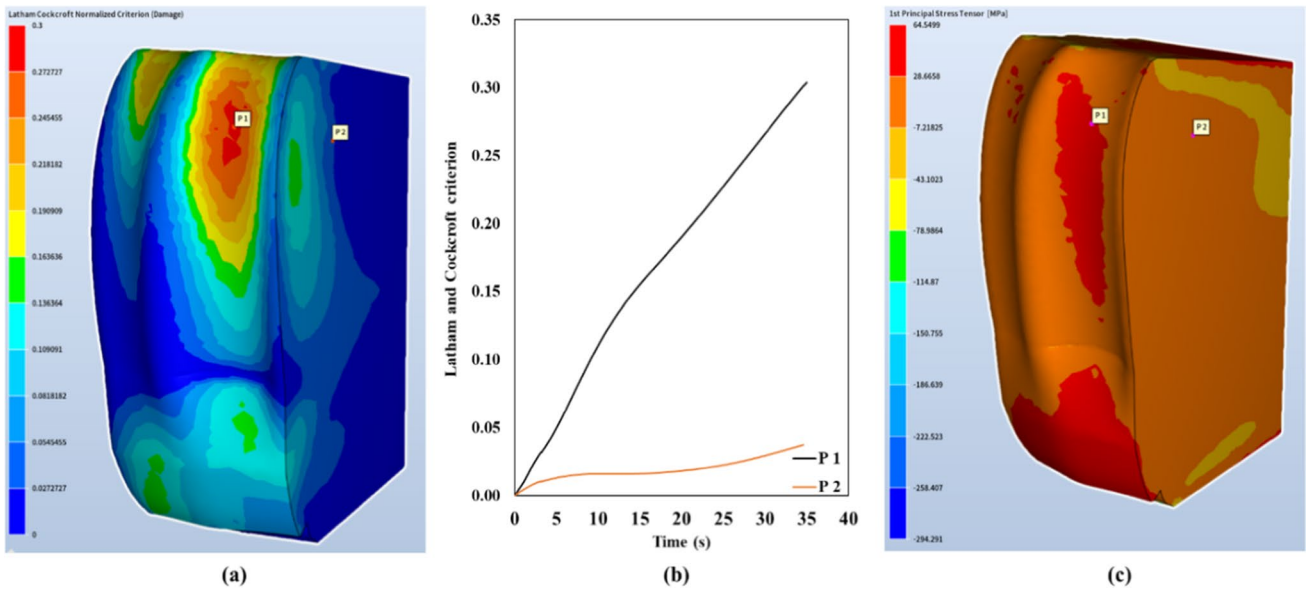 Latham Cockcroft Normalized Criterion (Damage)
0.3
0.272727
0.245455
0.218182
0.190909
0.163636
0.136364
0.109091
0.0818182
0.0545455
0.0272727
0
P1
P2
(a)
Latham and Cockcroft criterion
0.35
0.30
0.25
0.20
0.15
0.10
0.05
0.00
0 5 10 15 20 25 30 35 40
Time (s)
P 1
P 2
(b)
1st Principal Stress Tensor [MPa]
64.5499
28.6658
-7.21825
-43.1023
-78.9864
-114.87
-150.755
-186.639
-222.523
-258.407
-294.291
P1
P2
(c)